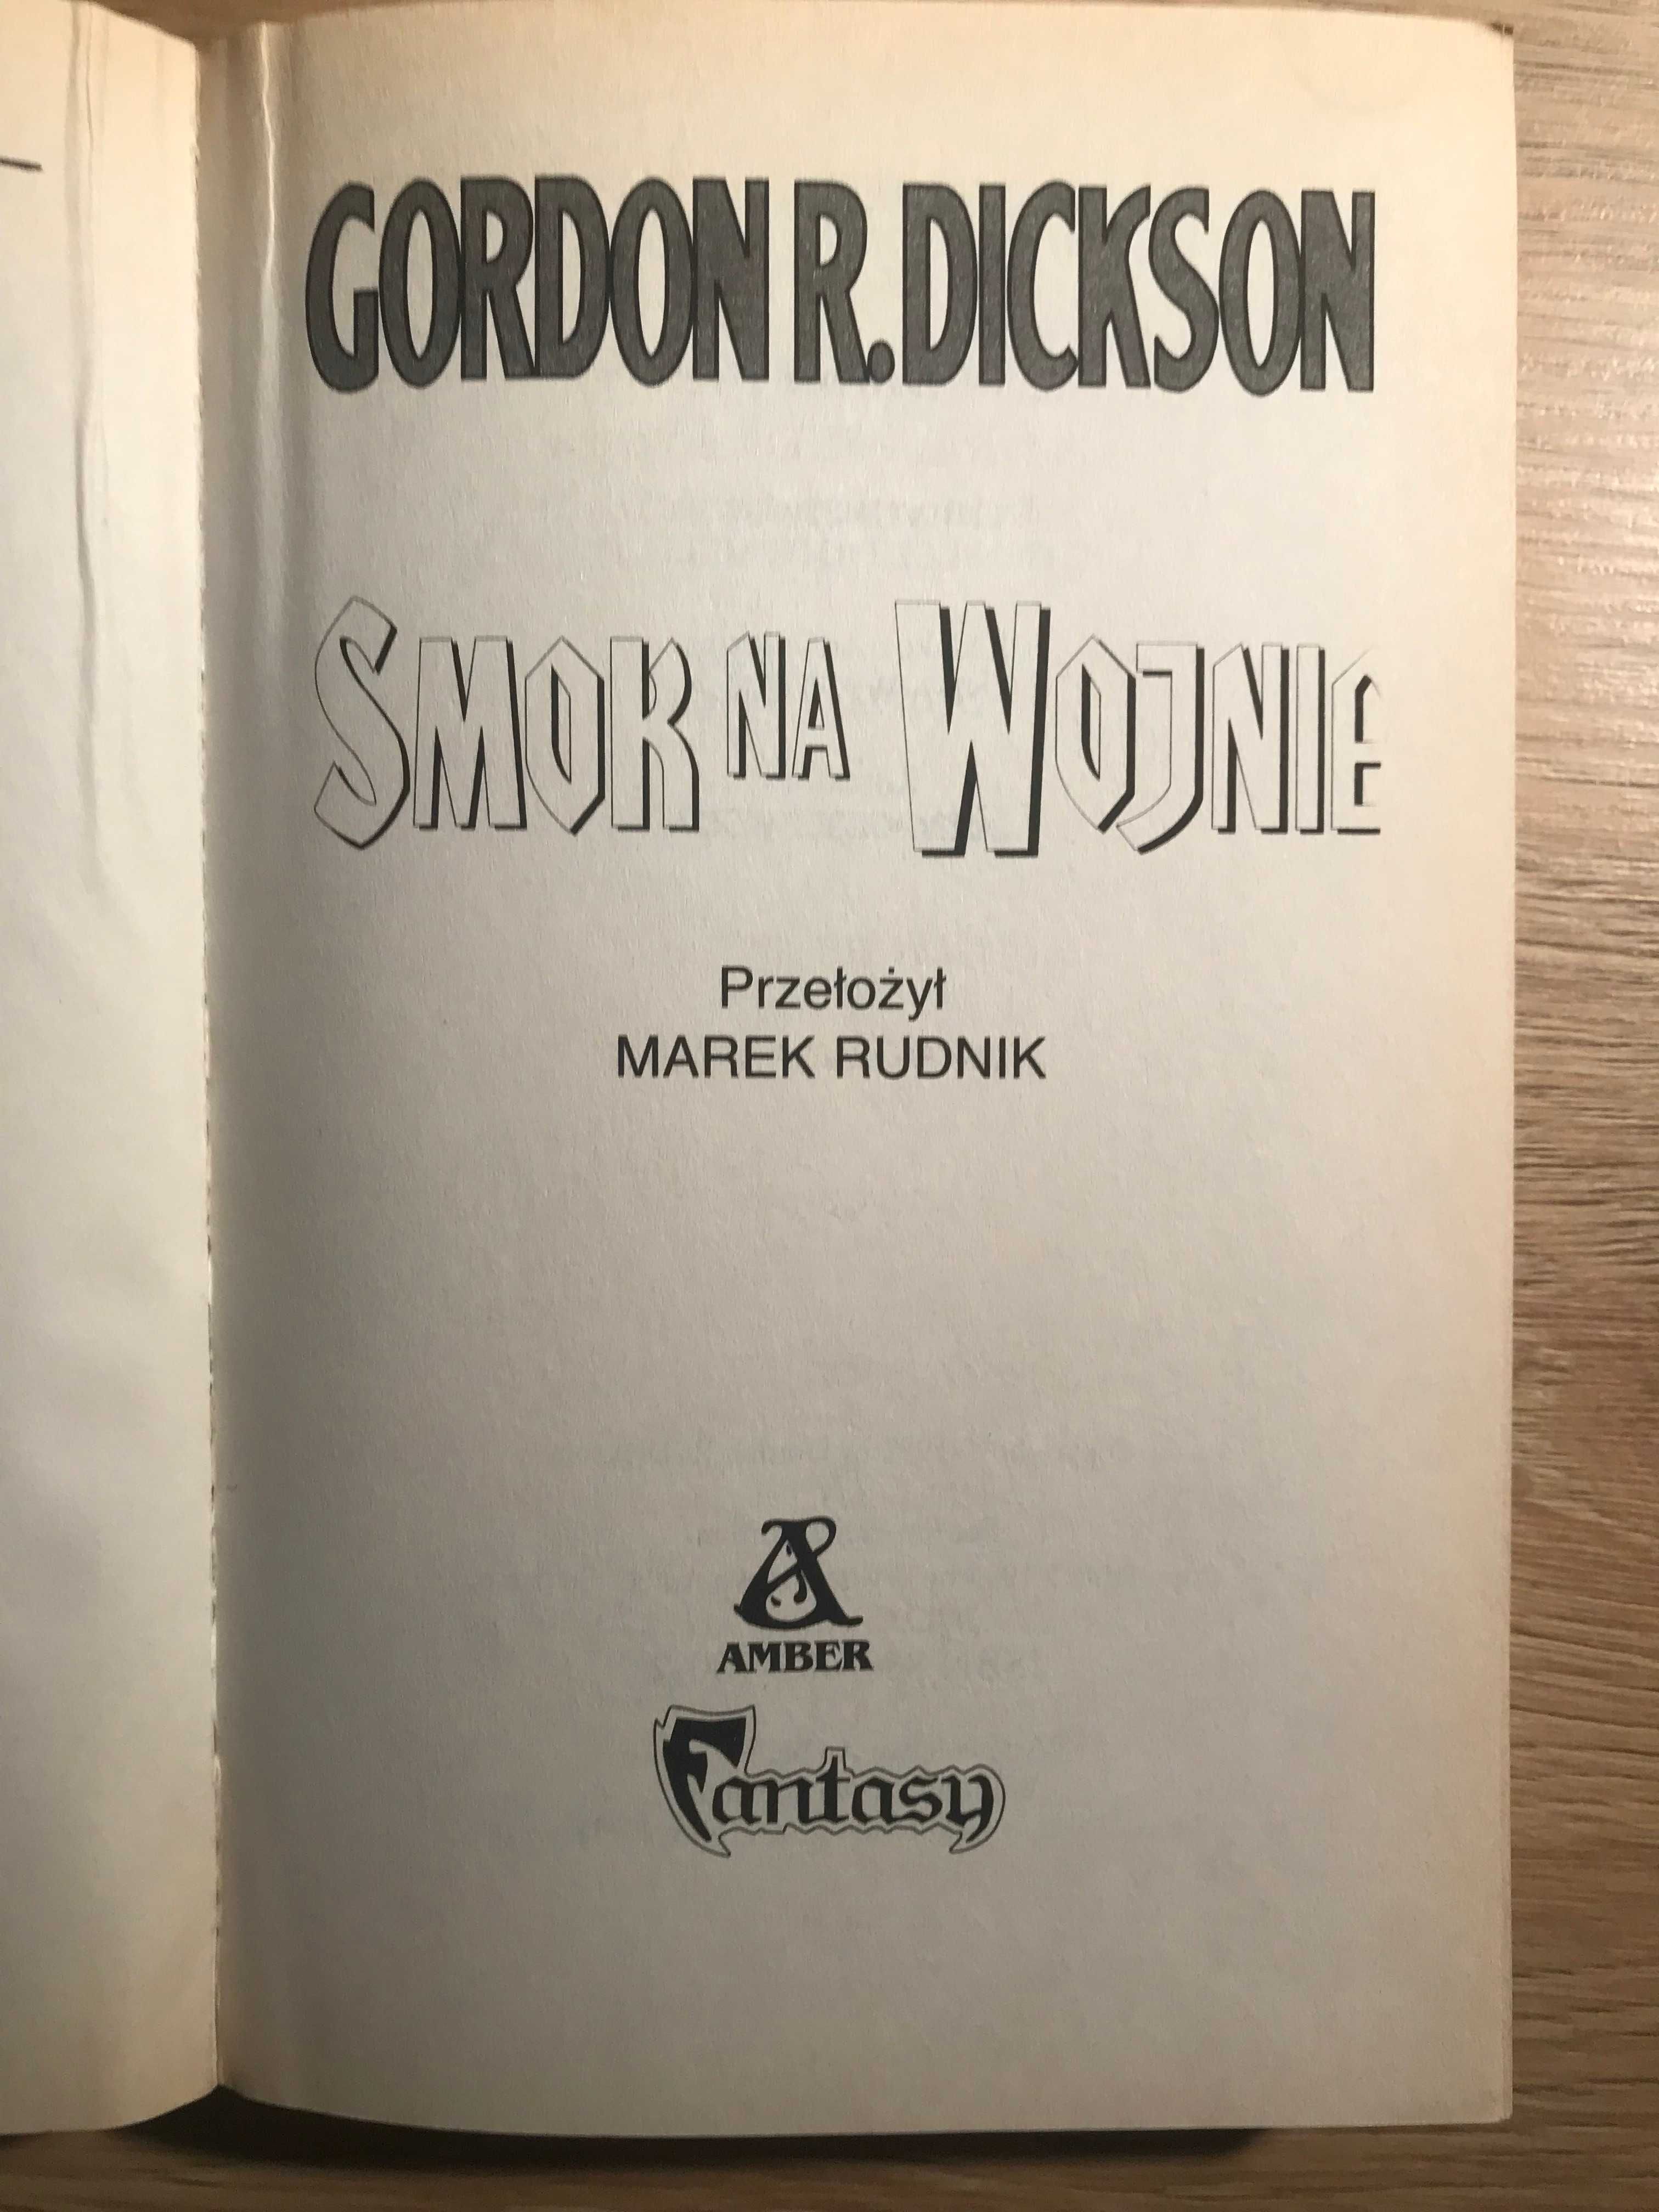 GORDON R. DICKSON
SMOK NA WOJNIE
Przełożył
MAREK RUDNIK
A
AMBER
Fantasy